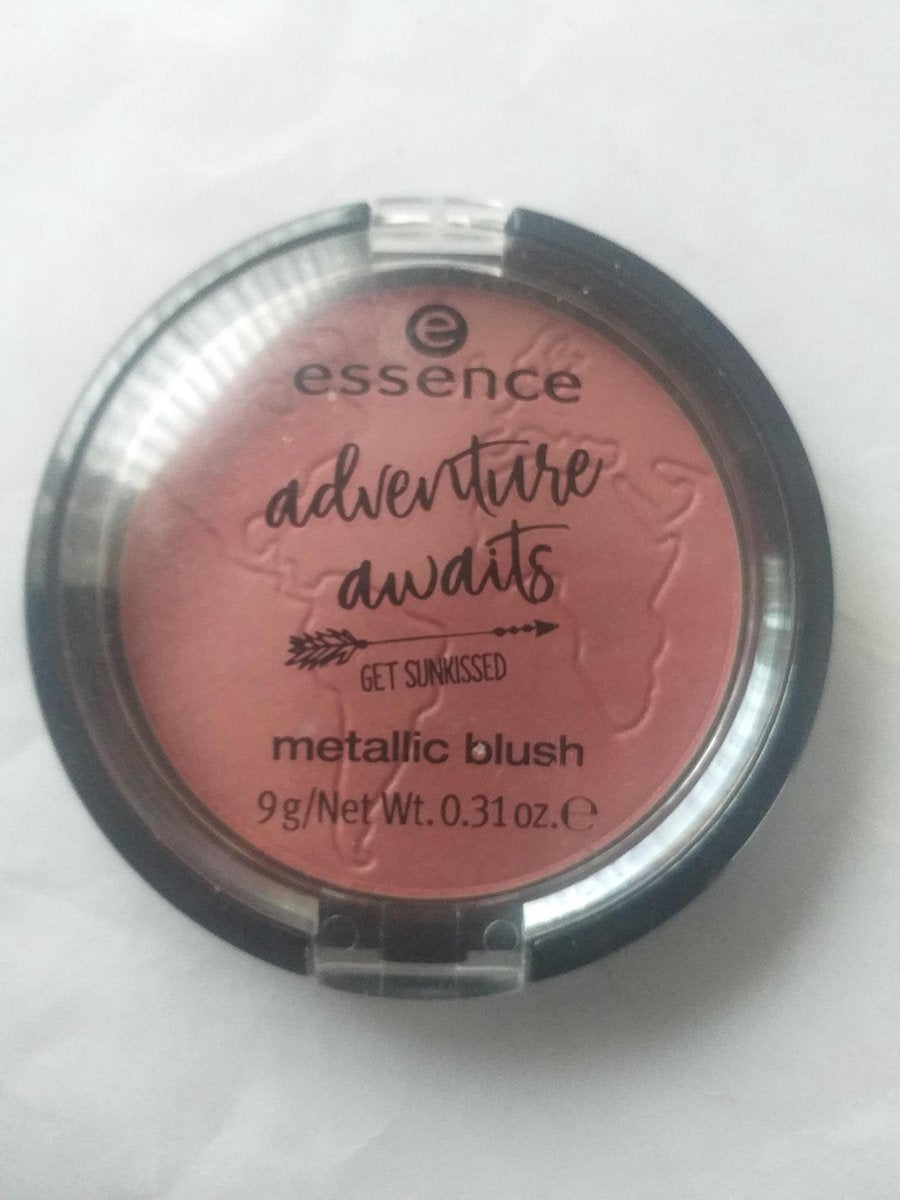 e
essence
adventure
awaits
GET SUNKISSED
metallic blush
9 g/Net Wt. 0.31 oz. ℮